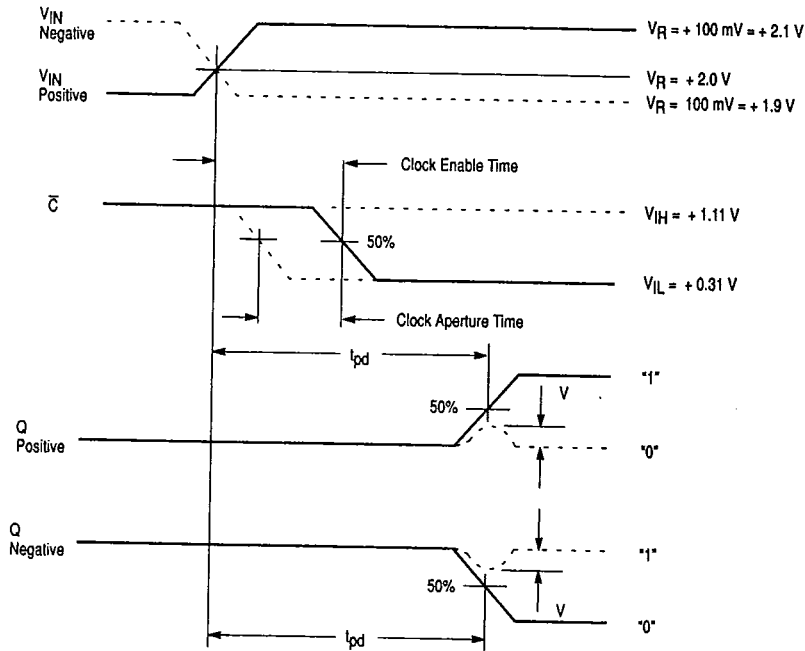 VIN
Negative
VR = + 100 mV = + 2.1 V
VIN
Positive
VR = + 2.0 V
VR = 100 mV = + 1.9 V
Clock Enable Time
C̅
VIH = + 1.11 V
50%
VIL = + 0.31 V
Clock Aperture Time
tpd
"1"
50%
V
Q
Positive
"0"
Q
Negative
"1"
50%
V
"0"
tpd